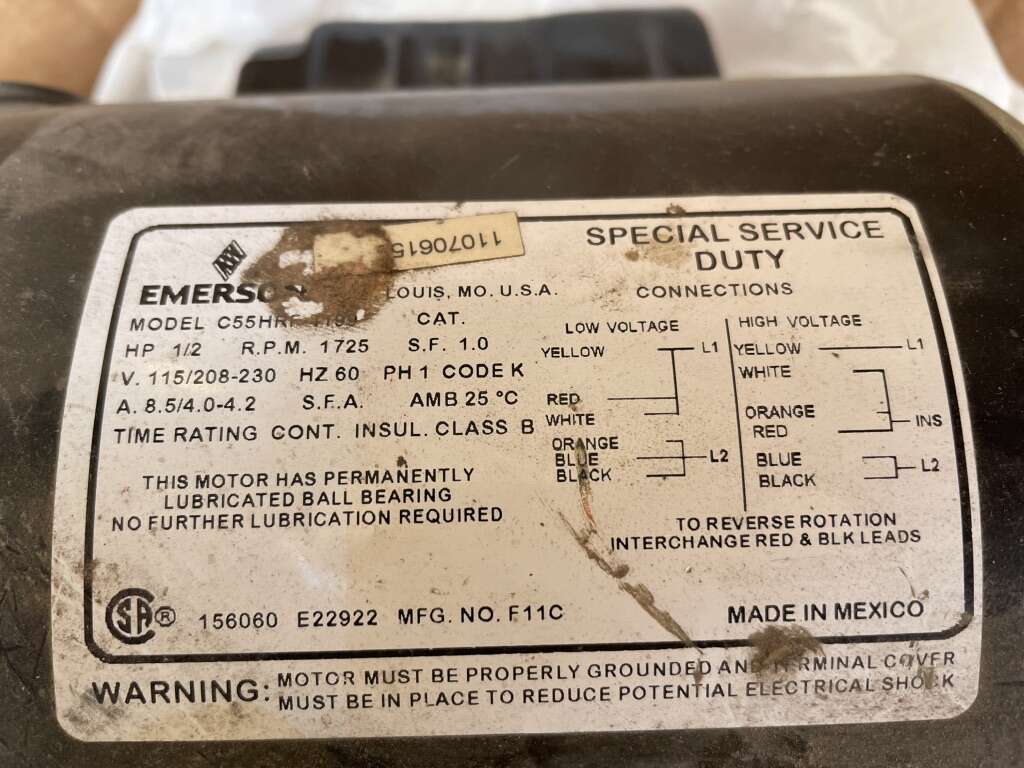 11070615
SPECIAL SERVICE
DUTY
EMERSON LOUIS, MO. U.S.A.
CONNECTIONS
MODEL CAT.
HP 1/2 R.P.M. 1725 S.F. 1.0
V. 115/208-230 HZ 60 PH 1 CODE K
A. 8.5/4.0-4.2 S.F.A. AMB 25 °C
TIME RATING CONT. INSUL. CLASS B
THIS MOTOR HAS PERMANENTLY
LUBRICATED BALL BEARING
NO FURTHER LUBRICATION REQUIRED
LOW VOLTAGE
YELLOW L1
RED
WHITE
ORANGE
BLUE L2
BLACK
HIGH VOLTAGE
YELLOW L1
WHITE
ORANGE
RED INS
BLUE L2
BLACK
TO REVERSE ROTATION
INTERCHANGE RED & BLK LEADS
SA ® 156060 E22922 MFG. NO. F11C MADE IN MEXICO
WARNING: MOTOR MUST BE PROPERLY GROUNDED AND TERMINAL COVER
MUST BE IN PLACE TO REDUCE POTENTIAL ELECTRICAL SHOCK